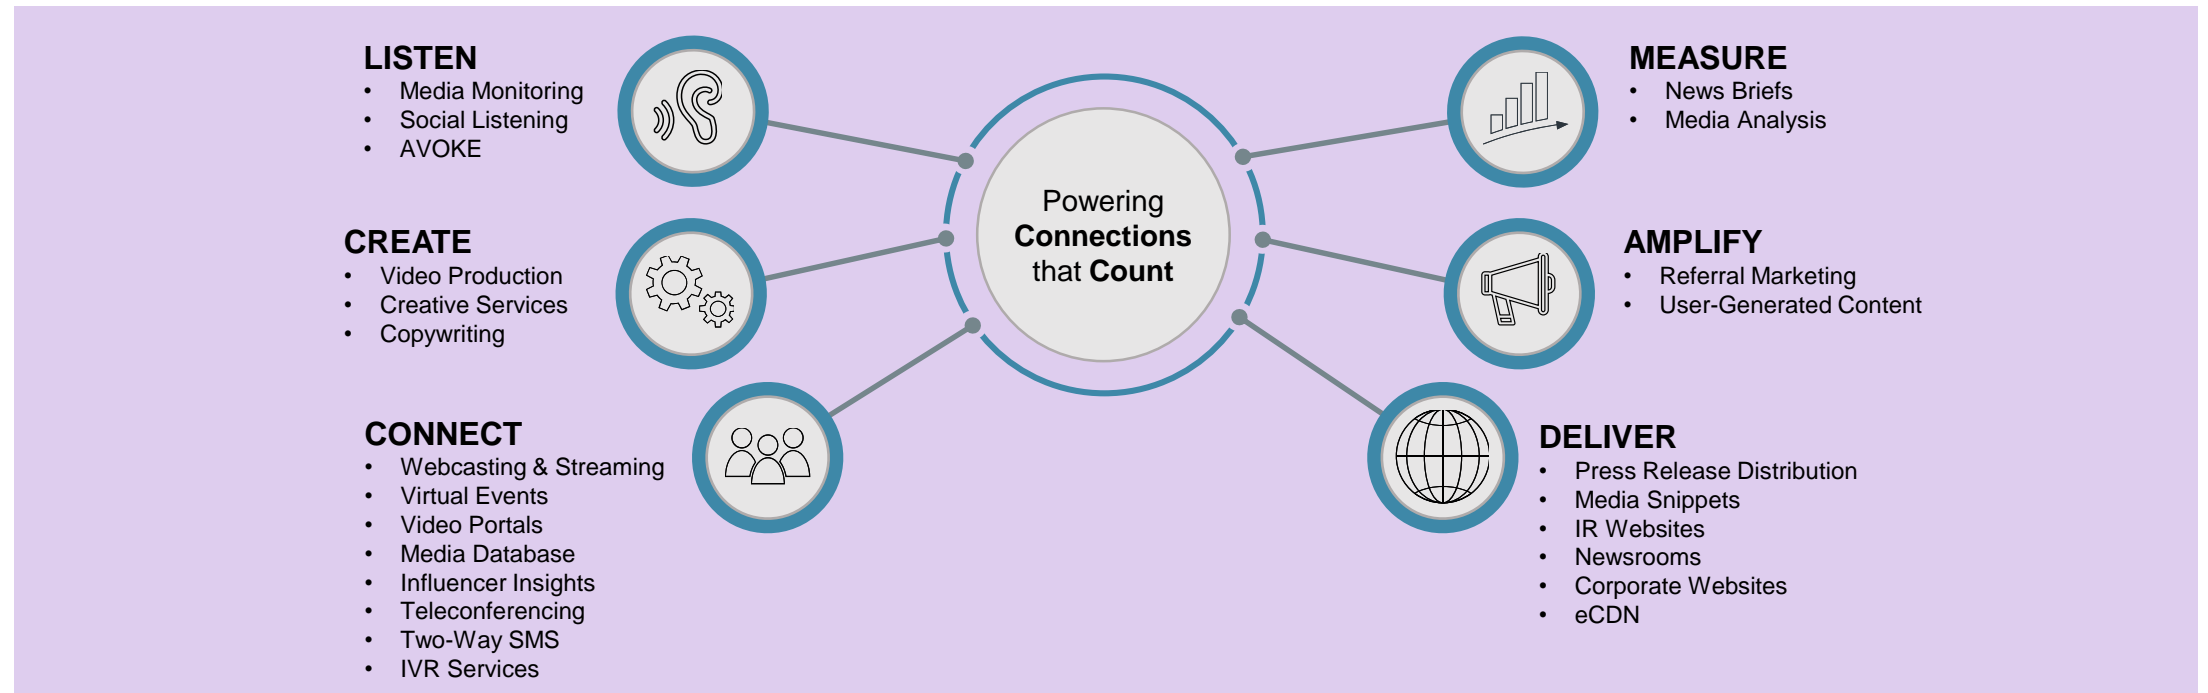 LISTEN
• Media Monitoring
• Social Listening
• AVOKE
CREATE
• Video Production
• Creative Services
• Copywriting
CONNECT
• Webcasting & Streaming
• Virtual Events
• Video Portals
• Media Database
• Influencer Insights
• Teleconferencing
• Two-Way SMS
• IVR Services
Powering
Connections
that Count
MEASURE
• News Briefs
• Media Analysis
AMPLIFY
• Referral Marketing
• User-Generated Content
DELIVER
• Press Release Distribution
• Media Snippets
• IR Websites
• Newsrooms
• Corporate Websites
• eCDN